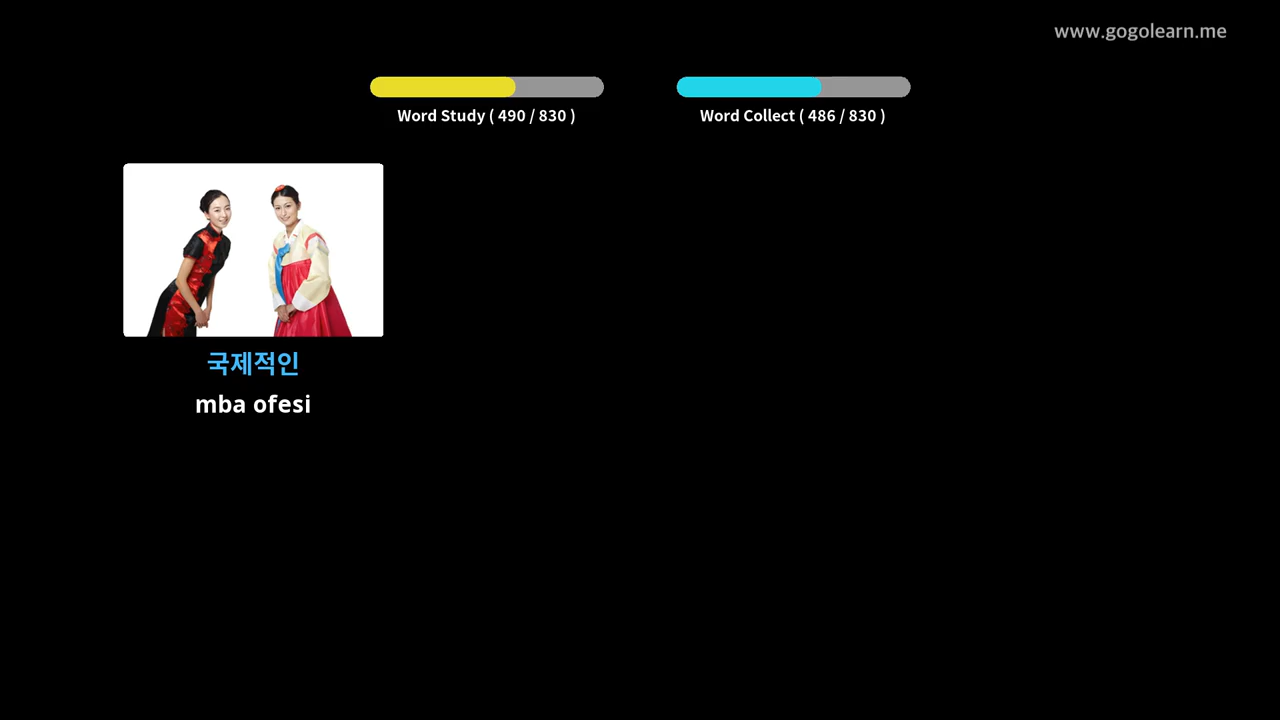 www.gogolearn.me
Word Study ( 490 / 830 )
Word Collect ( 486 / 830 )
국제적인
mba ofesi